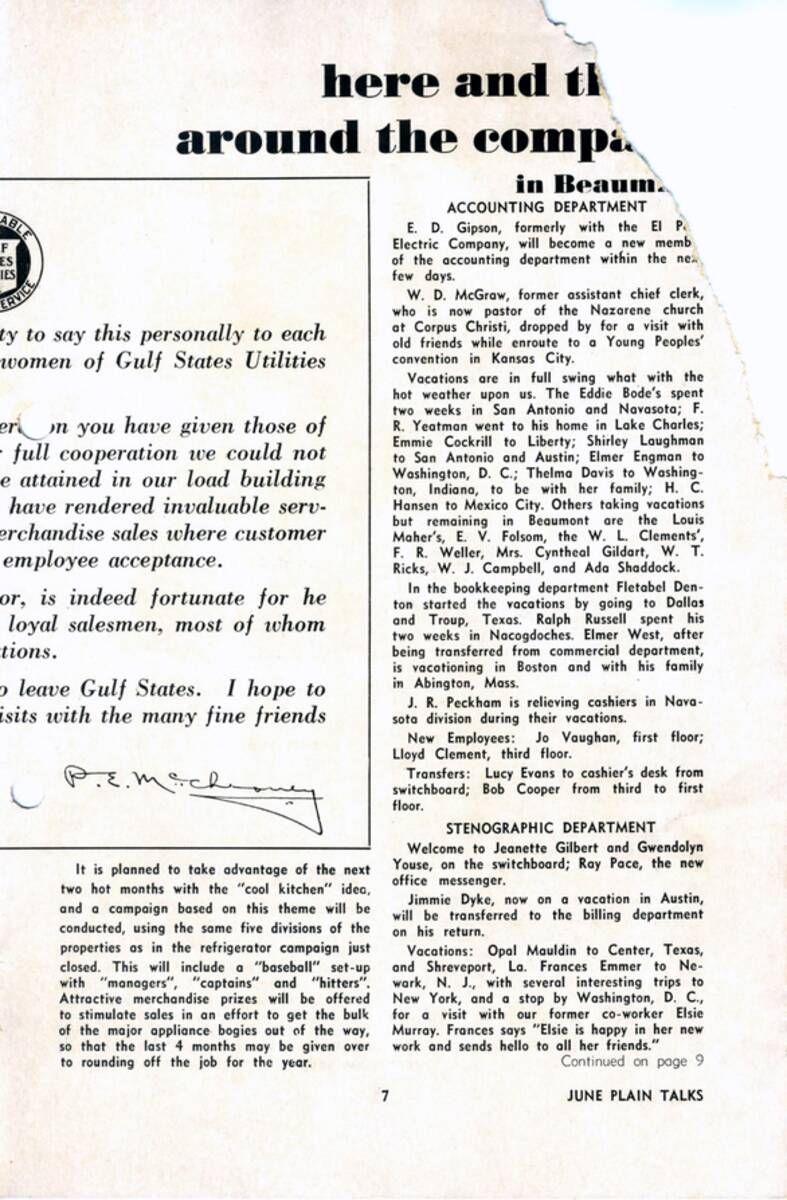 here and
around the
in
ABLE
F
ES
IES
SERVICE
ty to say this personally to each
women of Gulf States Utilities
you have given those of
full cooperation we could not
e attained in our load building
have rendered invaluable serv-
erchandise sales where customer
employee acceptance.
or, is indeed fortunate for he
loyal salesmen, most of whom
tions.
o leave Gulf States. I hope to
isits with the many fine friends
P. E.
It is planned to take advantage of the next
two hot months with the "cool kitchen" idea,
and a campaign based on this theme will be
conducted, using the same five divisions of the
properties as in the refrigerator campaign just
closed. This will include a "baseball" set-up
with "managers", "captains" and "hitters".
Attractive merchandise prizes will be offered
to stimulate sales in an effort to get the bulk
of the major appliance bogies out of the way,
so that the last 4 months may be given over
to rounding off the job for the year.
ACCOUNTING DEPARTMENT
E. D. Gipson, formerly with the El
Electric Company, will become a new memb
of the accounting department within the
few days.
W. D. McGraw, former assistant chief clerk,
who is now pastor of the Nazarene church
at Corpus Christi, dropped by for a visit with
old friends while enroute to a Young Peoples'
convention in Kansas City.
Vacations are in full swing what with the
hot weather upon us. The Eddie Bode's spent
two weeks in San Antonio and Navasota; F.
R. Yeatman went to his home in Lake Charles;
Emmie Cockrill to Liberty; Shirley Laughman
to San Antonio and Austin; Elmer Engman to
Washington, D. C.; Thelma Davis to Washing-
ton, Indiana, to be with her family; H. C.
Hansen to Mexico City. Others taking vacations
but remaining in Beaumont are the Louis
Maher's, E. V. Folsom, the W. L. Clements',
F. R. Weller, Mrs. Cyntheal Gildart, W. T.
Ricks, W. J. Campbell, and Ada Shaddock.
In the bookkeeping department Fletabel Den-
ton started the vacations by going to Dallas
and Troup, Texas. Ralph Russell spent his
two weeks in Nacogdoches. Elmer West, after
being transferred from commercial department,
is vacationing in Boston and with his family
in Abington, Mass.
J. R. Peckham is relieving cashiers in Nava-
sota division during their vacations.
New Employees: Jo Vaughan, first floor;
Lloyd Clement, third floor.
Transfers: Lucy Evans to cashier's desk from
switchboard; Bob Cooper from third to first
floor.
STENOGRAPHIC DEPARTMENT
Welcome to Jeanette Gilbert and Gwendolyn
Youse, on the switchboard; Ray Pace, the new
office messenger.
Jimmie Dyke, now on a vacation in Austin,
will be transferred to the billing department
on his return.
Vacations: Opal Mauldin to Center, Texas,
and Shreveport, La. Frances Emmer to Ne-
wark, N. J., with several interesting trips to
New York, and a stop by Washington, D. C.,
for a visit with our former co-worker Elsie
Murray. Frances says "Elsie is happy in her new
work and sends hello to all her friends."
Continued on page 9
7
JUNE PLAIN TALKS